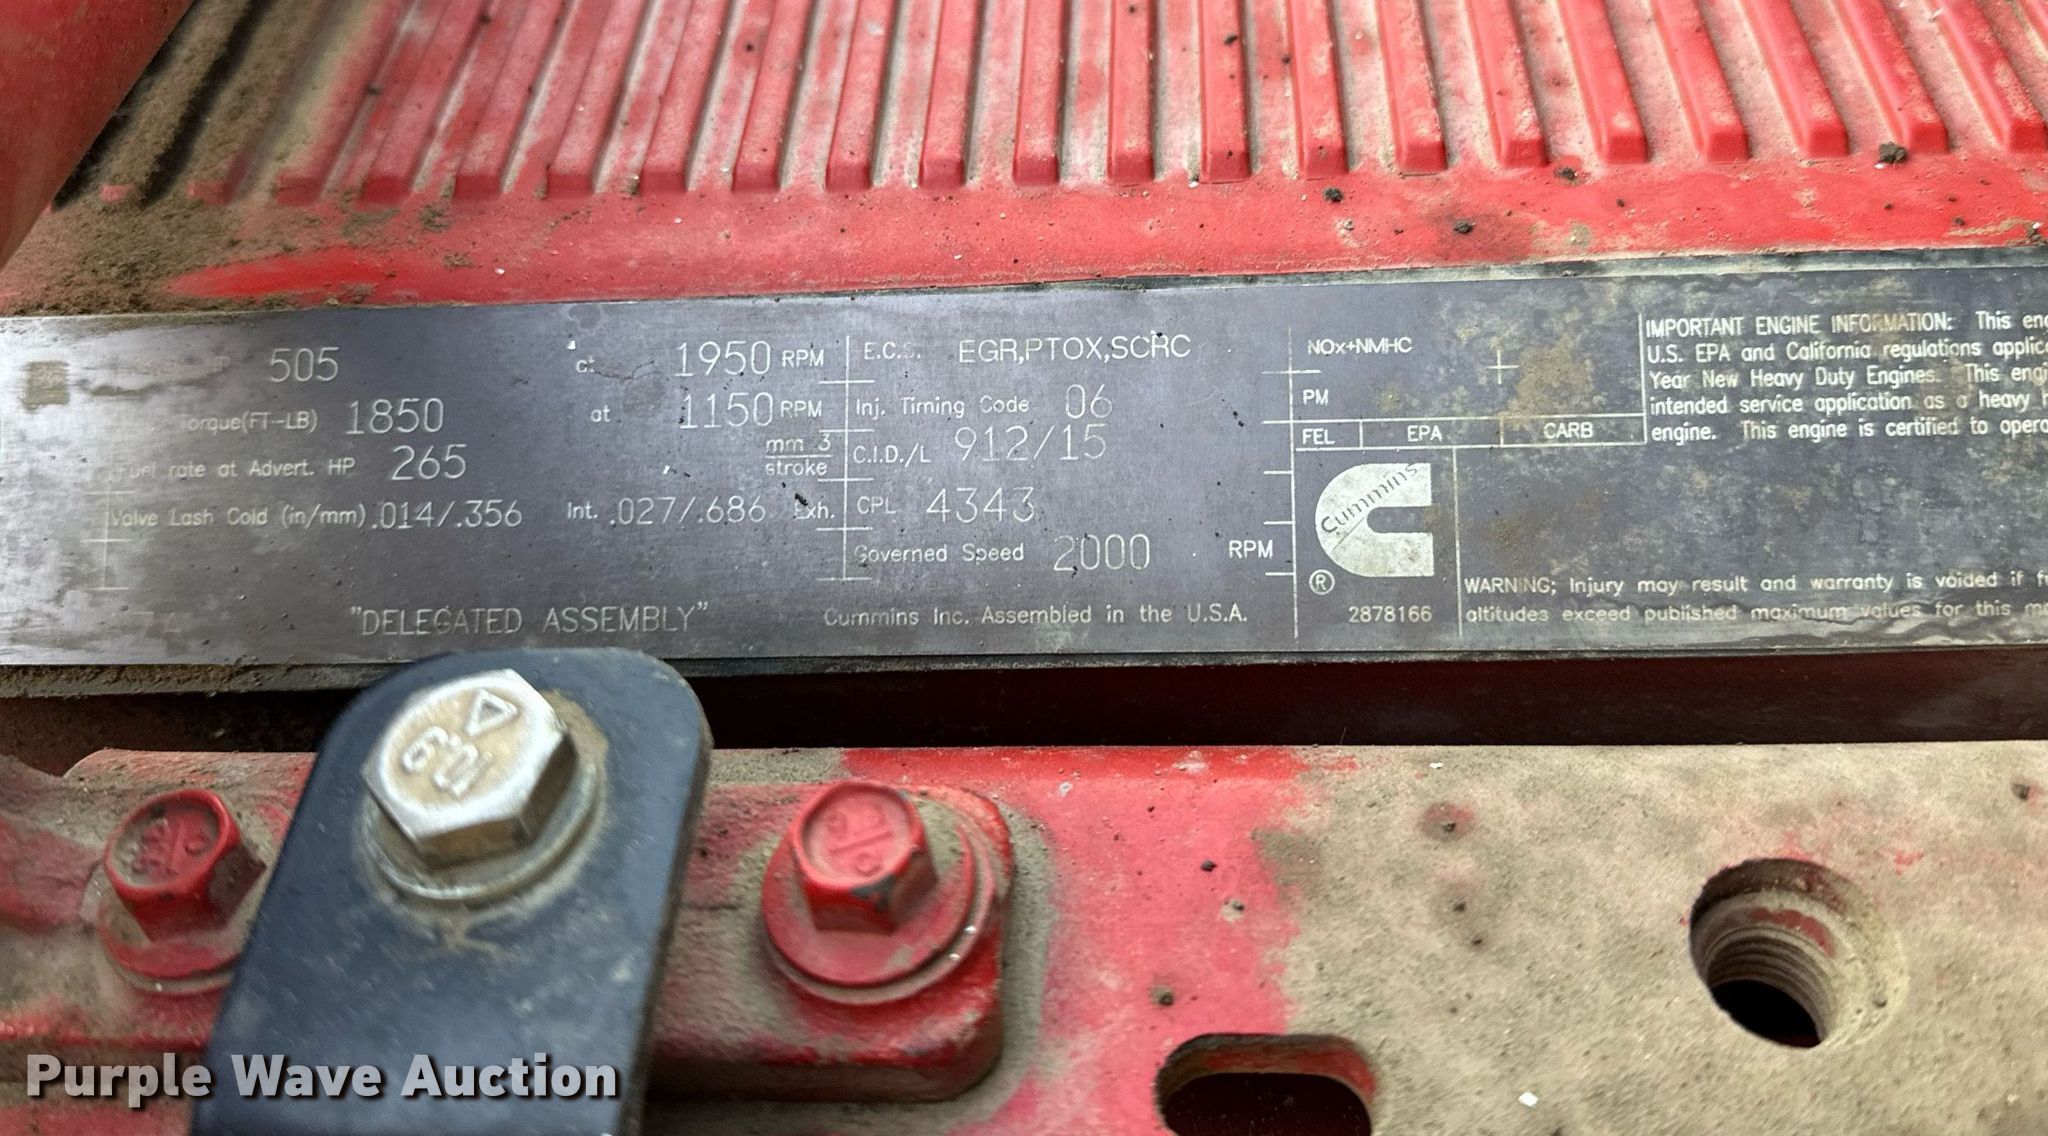 505 at 1950 RPM
Torque(FT-LB) 1850 at 1150 RPM
Fuel rate at Advert. HP 265 mm 3
stroke
Valve Lash Cold (in/mm) .014/.356 Int. .027/.686 Exh.
"DELEGATED ASSEMBLY"
E.C.S. EGR,PTOX,SCRC
Inj. Timing Code 06
C.I.D./L 912/15
CPL 4343
Governed Speed 2000 RPM
Cummins Inc. Assembled in the U.S.A.
NOx+NMHC
PM
FEL EPA CARB
Cummins
®
2878166
IMPORTANT ENGINE INFORMATION: This
U.S. EPA and California regulations
Year New Heavy Duty Engines. This
intended service application as a heavy
engine. This engine is certified to
WARNING; Injury may result and warranty is voided if
altitudes exceed published maximum values for this
10.9
Purple Wave Auction